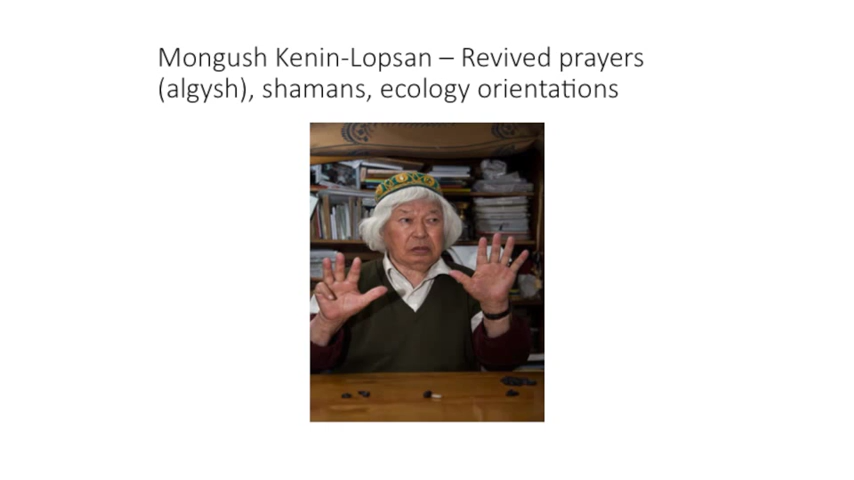 Mongush Kenin-Lopsan – Revived prayers
(algysh), shamans, ecology orientations